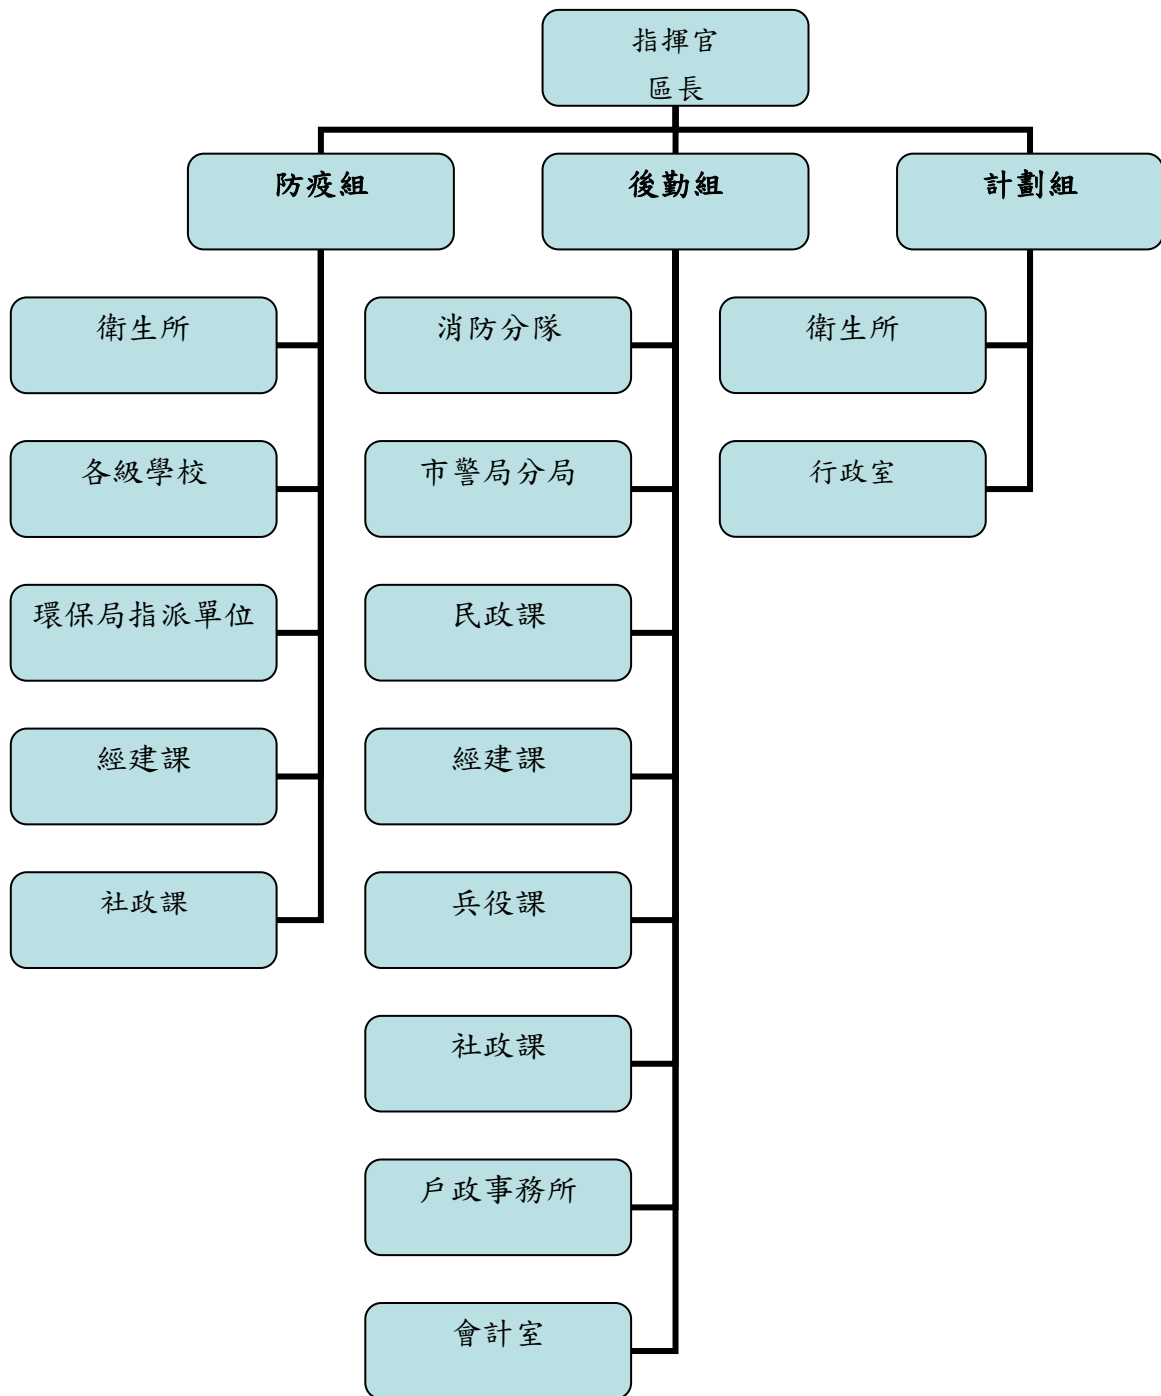 指揮官
區長
防疫組
後勤組
計劃組
衛生所
消防分隊
衛生所
各級學校
市警局分局
行政室
環保局指派單位
民政課
經建課
經建課
社政課
兵役課
社政課
戶政事務所
會計室